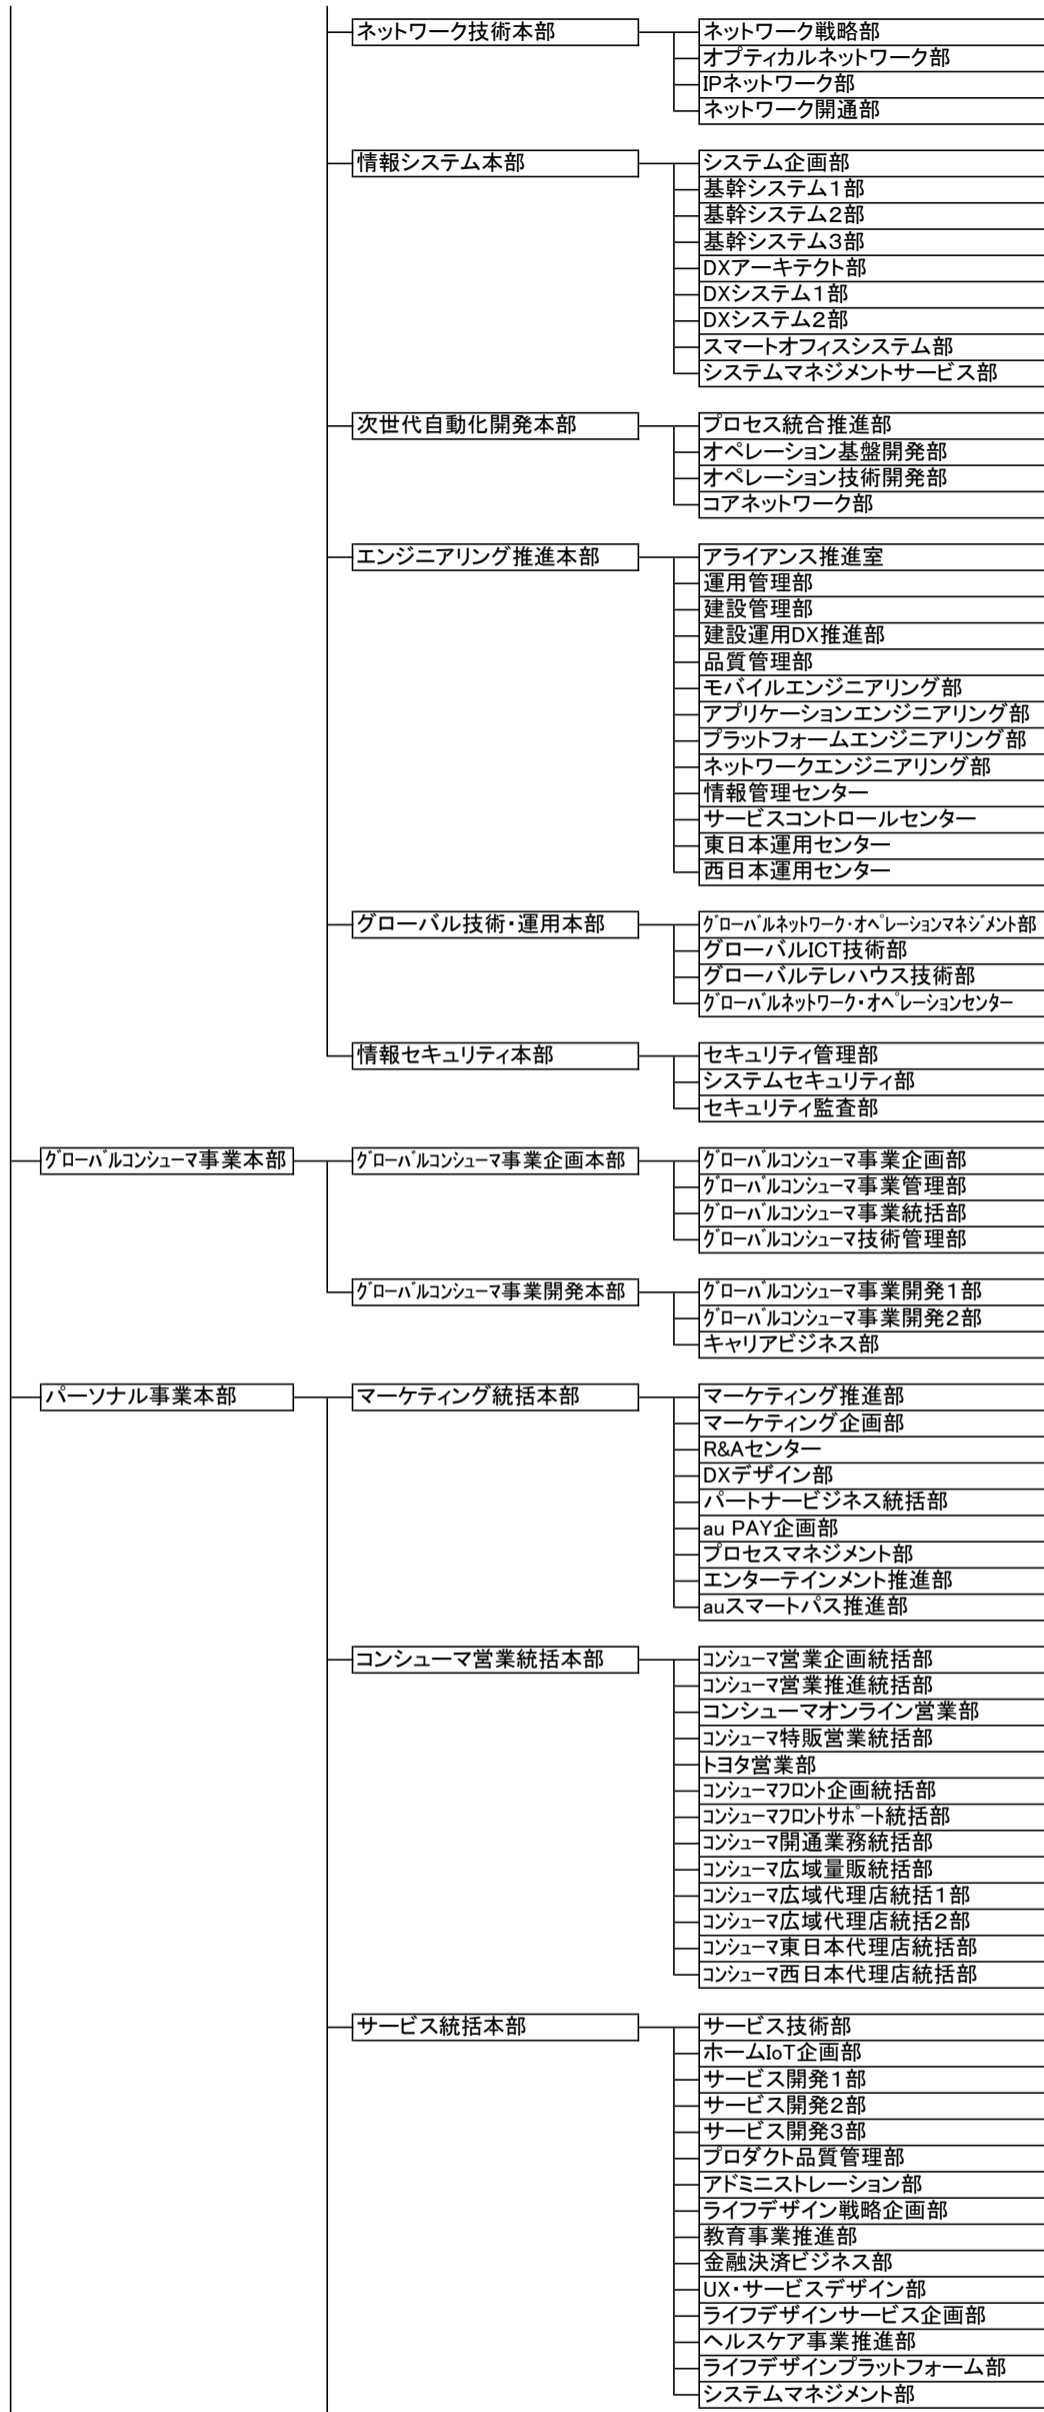 ネットワーク技術本部
ネットワーク戦略部
オプティカルネットワーク部
IPネットワーク部
ネットワーク開通部
情報システム本部
システム企画部
基幹システム１部
基幹システム２部
基幹システム３部
DXアーキテクト部
DXシステム１部
DXシステム２部
スマートオフィスシステム部
システムマネジメントサービス部
次世代自動化開発本部
プロセス統合推進部
オペレーション基盤開発部
オペレーション技術開発部
コアネットワーク部
エンジニアリング推進本部
アライアンス推進室
運用管理部
建設管理部
建設運用DX推進部
品質管理部
モバイルエンジニアリング部
アプリケーションエンジニアリング部
プラットフォームエンジニアリング部
ネットワークエンジニアリング部
情報管理センター
サービスコントロールセンター
東日本運用センター
西日本運用センター
グローバル技術・運用本部
ｸﾞﾛｰﾊﾞﾙﾈｯﾄﾜｰｸ・ｵﾍﾟﾚｰｼｮﾝﾏﾈｼﾞﾒﾝﾄ部
グローバルICT技術部
グローバルテレハウス技術部
ｸﾞﾛｰﾊﾞﾙﾈｯﾄﾜｰｸ・ｵﾍﾟﾚｰｼｮﾝｾﾝﾀｰ
情報セキュリティ本部
セキュリティ管理部
システムセキュリティ部
セキュリティ監査部
ｸﾞﾛｰﾊﾞﾙｺﾝｼｭｰﾏ事業本部
ｸﾞﾛｰﾊﾞﾙｺﾝｼｭｰﾏ事業企画本部
ｸﾞﾛｰﾊﾞﾙｺﾝｼｭｰﾏ事業企画部
ｸﾞﾛｰﾊﾞﾙｺﾝｼｭｰﾏ事業管理部
ｸﾞﾛｰﾊﾞﾙｺﾝｼｭｰﾏ事業統括部
ｸﾞﾛｰﾊﾞﾙｺﾝｼｭｰﾏ技術管理部
ｸﾞﾛｰﾊﾞﾙｺﾝｼｭｰﾏ事業開発本部
ｸﾞﾛｰﾊﾞﾙｺﾝｼｭｰﾏ事業開発１部
ｸﾞﾛｰﾊﾞﾙｺﾝｼｭｰﾏ事業開発２部
キャリアビジネス部
パーソナル事業本部
マーケティング統括本部
マーケティング推進部
マーケティング企画部
R&Aセンター
DXデザイン部
パートナービジネス統括部
au PAY企画部
プロセスマネジメント部
エンターテインメント推進部
auスマートパス推進部
コンシューマ営業統括本部
ｺﾝｼｭｰﾏ営業企画統括部
ｺﾝｼｭｰﾏ営業推進統括部
コンシューマオンライン営業部
ｺﾝｼｭｰﾏ特販営業統括部
トヨタ営業部
ｺﾝｼｭｰﾏﾌﾛﾝﾄ企画統括部
ｺﾝｼｭｰﾏﾌﾛﾝﾄｻﾎﾟｰﾄ統括部
ｺﾝｼｭｰﾏ開通業務統括部
ｺﾝｼｭｰﾏ広域量販統括部
ｺﾝｼｭｰﾏ広域代理店統括１部
ｺﾝｼｭｰﾏ広域代理店統括２部
ｺﾝｼｭｰﾏ東日本代理店統括部
ｺﾝｼｭｰﾏ西日本代理店統括部
サービス統括本部
サービス技術部
ホームIoT企画部
サービス開発１部
サービス開発２部
サービス開発３部
プロダクト品質管理部
アドミニストレーション部
ライフデザイン戦略企画部
教育事業推進部
金融決済ビジネス部
UX・サービスデザイン部
ライフデザインサービス企画部
ヘルスケア事業推進部
ライフデザインプラットフォーム部
システムマネジメント部